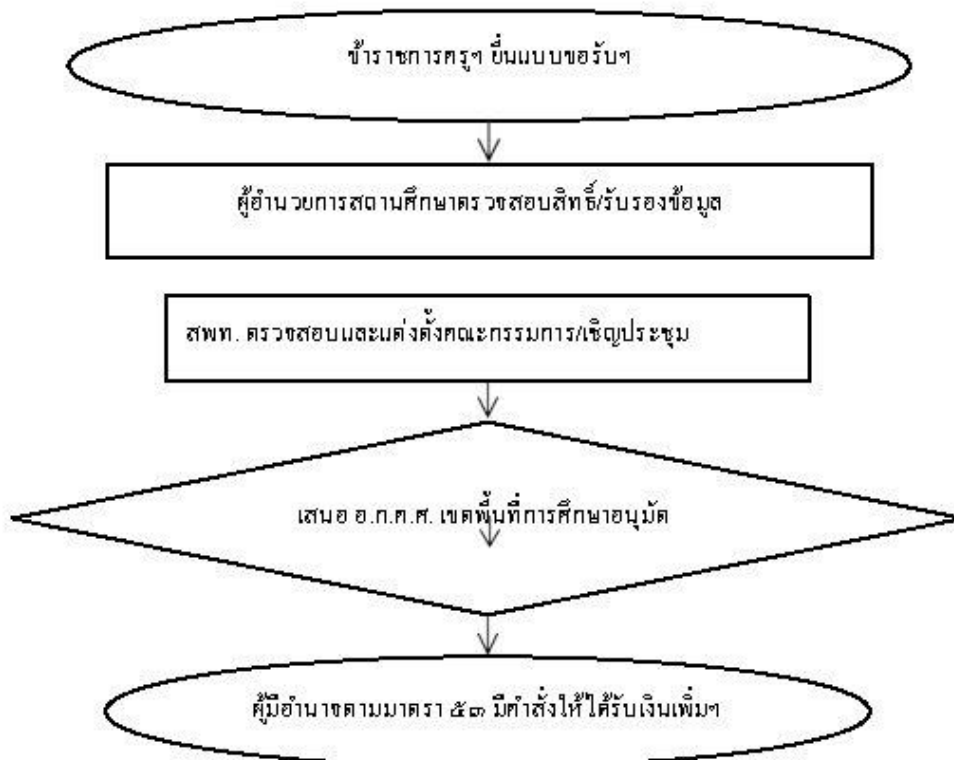 ข้าราชการครูฯ ยื่นแบบขอรับฯ
ผู้อำนวยการสถานศึกษาตรวจสอบสิทธิ์/รับรองข้อมูล
สพท. ตรวจสอบและแต่งตั้งคณะกรรมการ/เชิญประชุม
เสนอ อ.ก.ค.ศ. เขตพื้นที่การศึกษาอนุมัติ
ผู้มีอำนาจตามมาตรา ๕๓ มีคำสั่งให้ได้รับเงินเพิ่มฯ